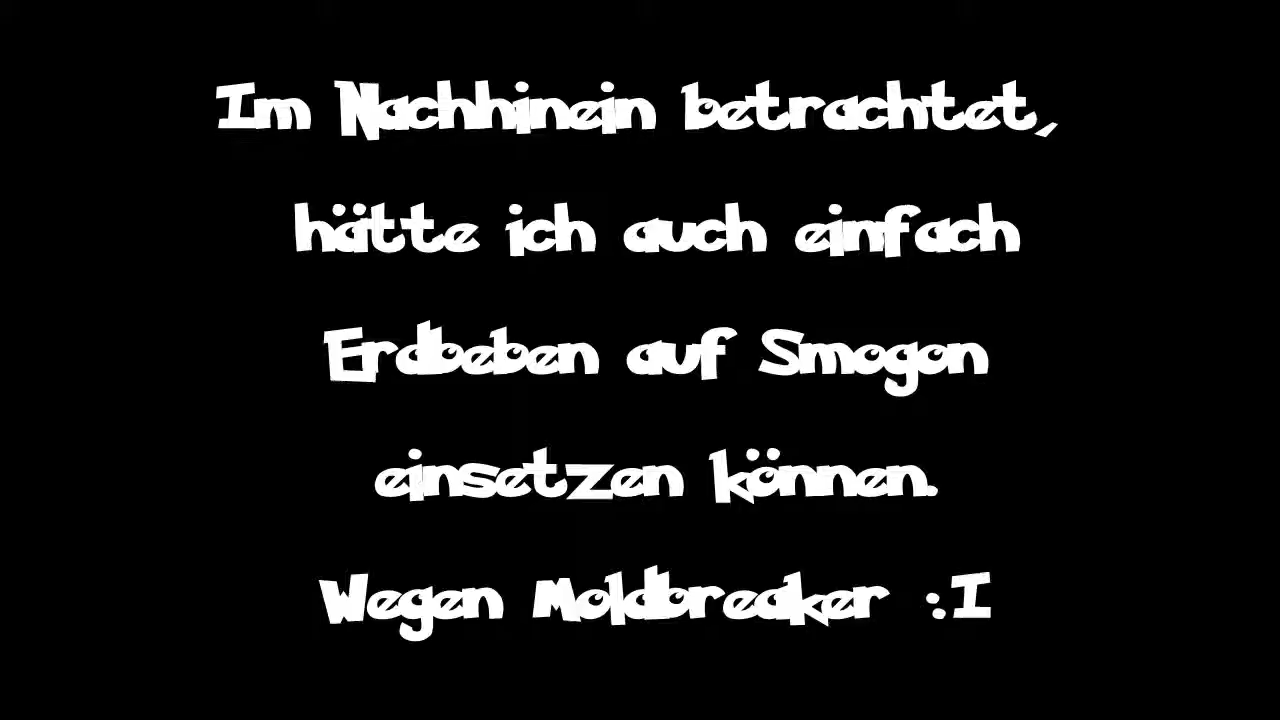 Im Nachhinein betrachtet,
hätte ich auch einfach
Erdbeben auf Smogon
einsetzen können.
Wegen Moldbreaker :I